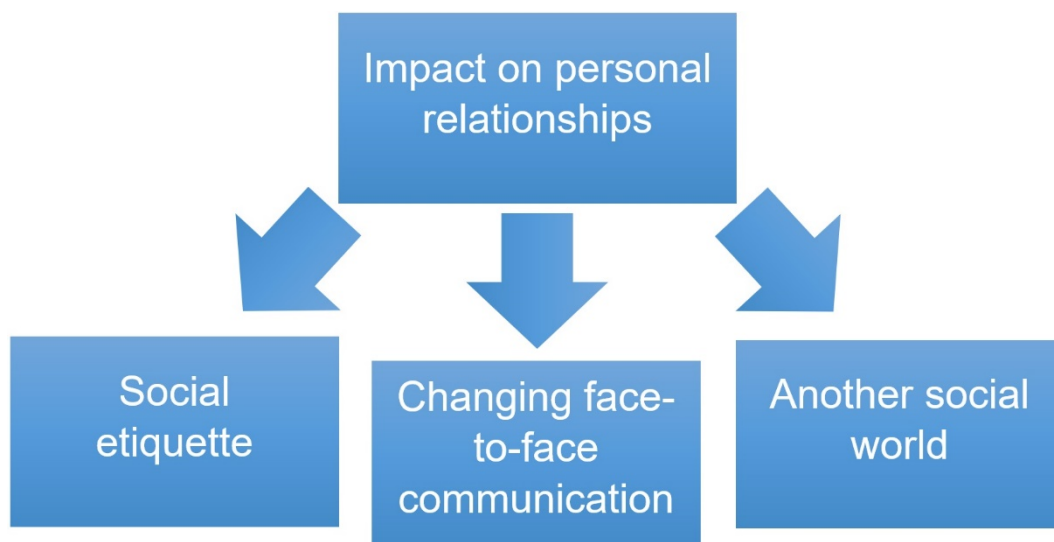 Impact on personal
relationships
Social
etiquette
Changing face-
to-face
communication
Another social
world